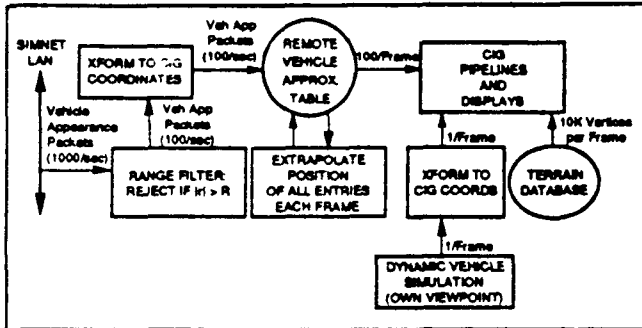 SIMNET
LAN
XFORM TO CIG
COORDINATES
Veh App
Packets
(100/sec)
REMOTE
VEHICLE
APPROX.
TABLE
100/Frame
CIG
PIPELINES
AND
DISPLAYS
Vehicle
Appearance
Packets
(1000/sec)
Veh App
Packets
(100/sec)
1/Frame
10K Vertices
per Frame
RANGE FILTER:
REJECT IF |r| > R
EXTRAPOLATE
POSITION
OF ALL ENTRIES
EACH FRAME
XFORM TO
CIG COORDS
TERRAIN
DATABASE
1/Frame
DYNAMIC VEHICLE
SIMULATION
(OWN VIEWPOINT)